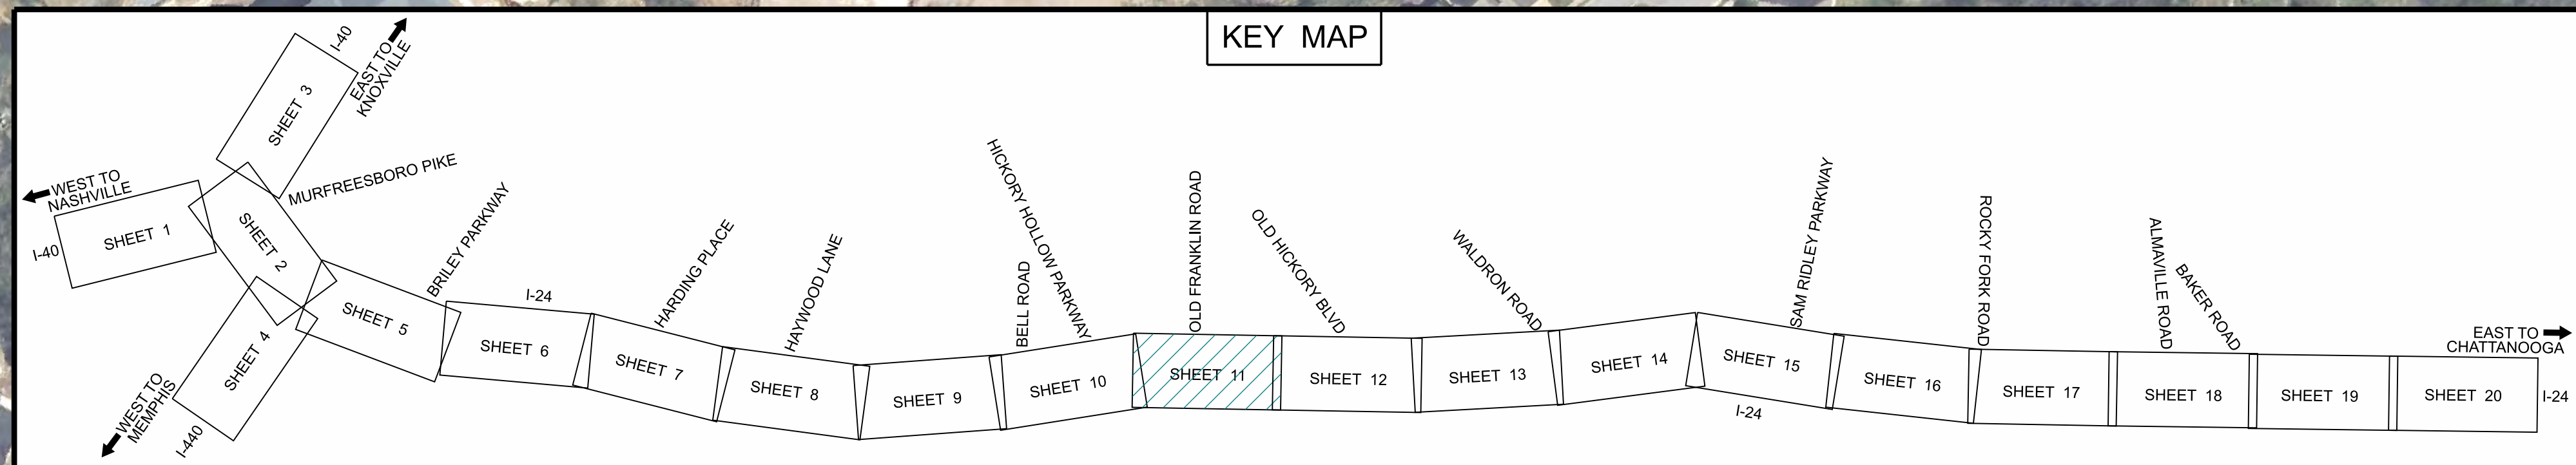 KEY MAP
I-40
EAST TO
KNOXVILLE
SHEET 3
MURFREESBORO PIKE
WEST TO
NASHVILLE
I-40
SHEET 1
SHEET 2
SHEET 4
WEST TO
MEMPHIS
I-440
SHEET 5
BRILEY PARKWAY
I-24
SHEET 6
HARDING PLACE
SHEET 7
HAYWOOD LANE
SHEET 8
SHEET 9
BELL ROAD
HICKORY HOLLOW PARKWAY
SHEET 10
OLD FRANKLIN ROAD
SHEET 11
OLD HICKORY BLVD
SHEET 12
WALDRON ROAD
SHEET 13
SHEET 14
SHEET 15
I-24
SAM RIDLEY PARKWAY
SHEET 16
ROCKY FORK ROAD
SHEET 17
ALMAVILLE ROAD
BAKER ROAD
SHEET 18
SHEET 19
SHEET 20
EAST TO
CHATTANOOGA
I-24